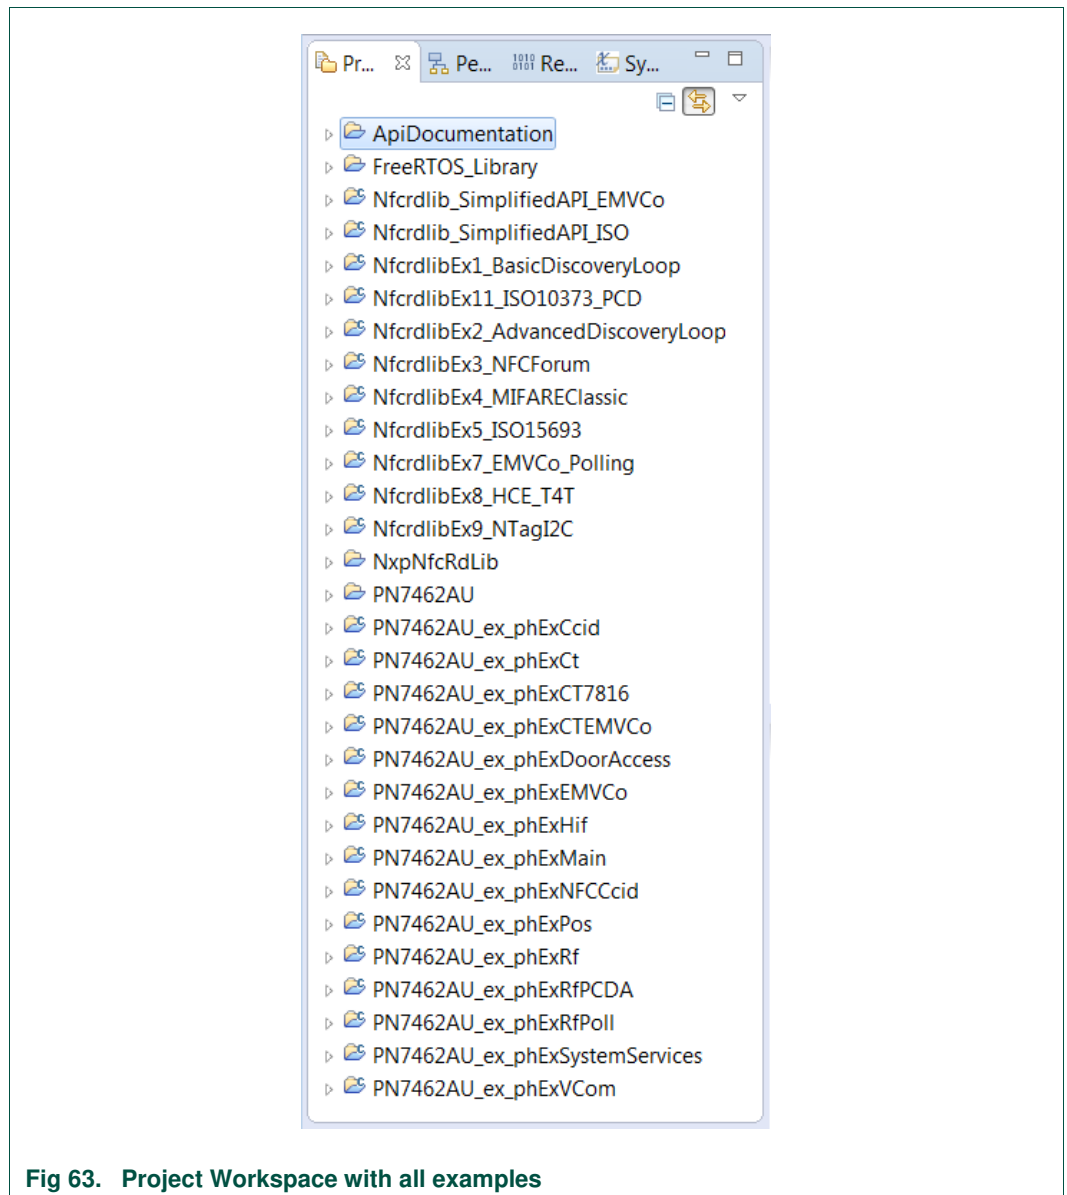 Pr... Pe... 1010 0101 Re... Sy...
ApiDocumentation
FreeRTOS_Library
Nfcrdlib_SimplifiedAPI_EMVCo
Nfcrdlib_SimplifiedAPI_ISO
NfcrdlibEx1_BasicDiscoveryLoop
NfcrdlibEx11_ISO10373_PCD
NfcrdlibEx2_AdvancedDiscoveryLoop
NfcrdlibEx3_NFCForum
NfcrdlibEx4_MIFAREClassic
NfcrdlibEx5_ISO15693
NfcrdlibEx7_EMVCo_Polling
NfcrdlibEx8_HCE_T4T
NfcrdlibEx9_NTagI2C
NxpNfcRdLib
PN7462AU
PN7462AU_ex_phExCcid
PN7462AU_ex_phExCt
PN7462AU_ex_phExCT7816
PN7462AU_ex_phExCTEMVCo
PN7462AU_ex_phExDoorAccess
PN7462AU_ex_phExEMVCo
PN7462AU_ex_phExHif
PN7462AU_ex_phExMain
PN7462AU_ex_phExNFCCcid
PN7462AU_ex_phExPos
PN7462AU_ex_phExRf
PN7462AU_ex_phExRfPCDA
PN7462AU_ex_phExRfPoll
PN7462AU_ex_phExSystemServices
PN7462AU_ex_phExVCom
Fig 63. Project Workspace with all examples